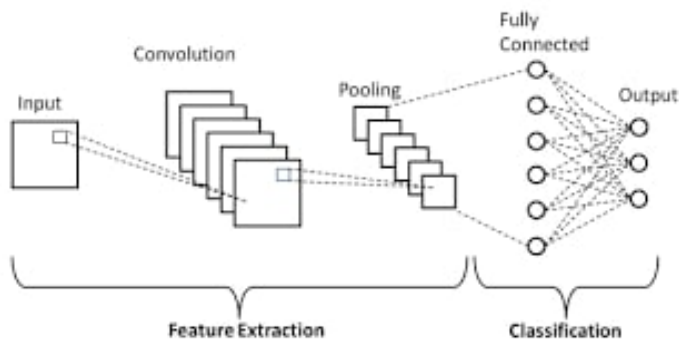 Input
Convolution
Pooling
Fully
Connected
Output
Feature Extraction
Classification